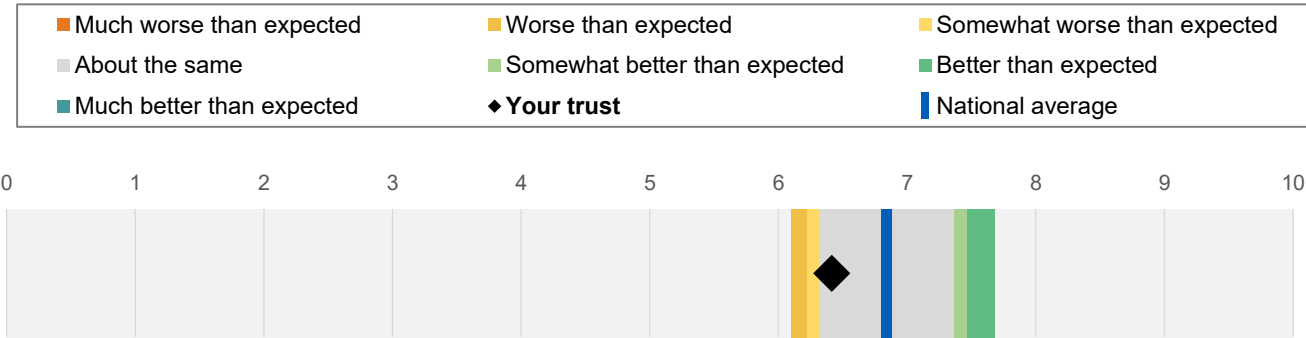 Much worse than expected Worse than expected Somewhat worse than expected
About the same Somewhat better than expected Better than expected
Much better than expected Your trust National average
0 1 2 3 4 5 6 7 8 9 10